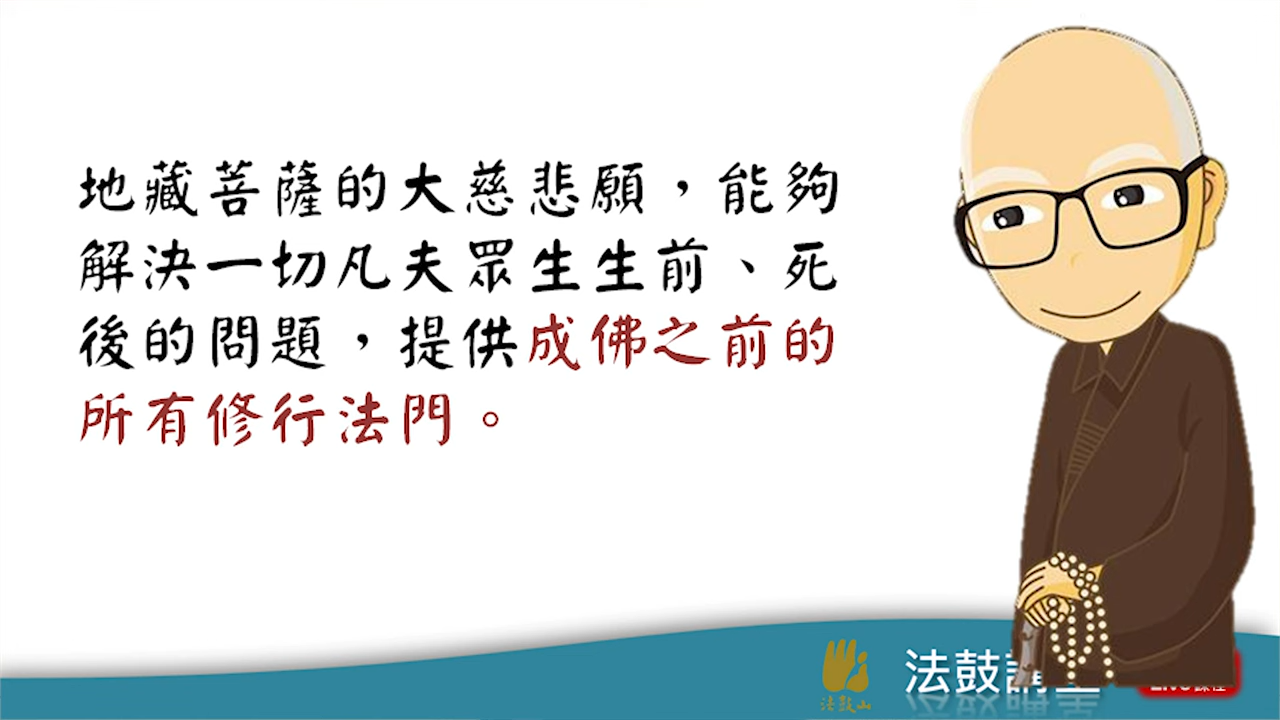 地藏菩薩的大慈悲願，能夠
解決一切凡夫眾生生前、死
後的問題，提供成佛之前的
所有修行法門。
法鼓山
法鼓講堂